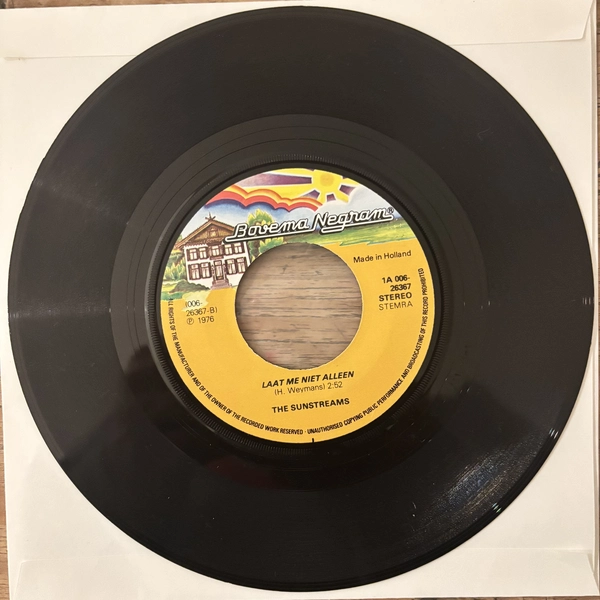 Bovema Negram®
Made in Holland
1A 006-
26367
STEREO
STEMRA
(006-
26367-B)
℗ 1976
LAAT ME NIET ALLEEN
(H. Weymans) 2:52
THE SUNSTREAMS
ALL RIGHTS OF THE MANUFACTURER AND OF THE OWNER OF THE RECORDED WORK RESERVED · UNAUTHORISED COPYING PUBLIC PERFORMANCE AND BROADCASTING OF THIS RECORD PROHIBITED